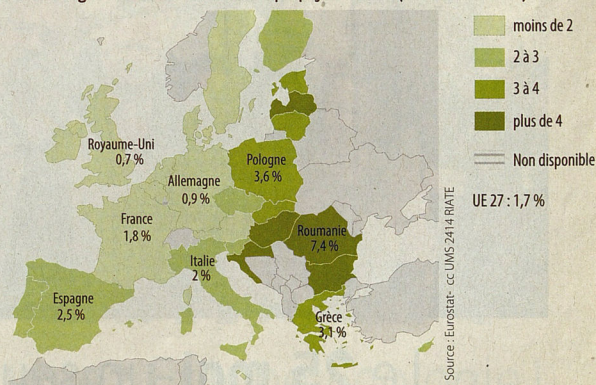 moins de 2
2 à 3
3 à 4
plus de 4
Non disponible
UE 27 : 1,7 %
Royaume-Uni
0,7 %
Allemagne
0,9 %
Pologne
3,6 %
France
1,8 %
Roumanie
7,4 %
Italie
2 %
Espagne
2,5 %
Grèce
3,1 %
Source : Eurostat- cc UMS 2414 RIATE